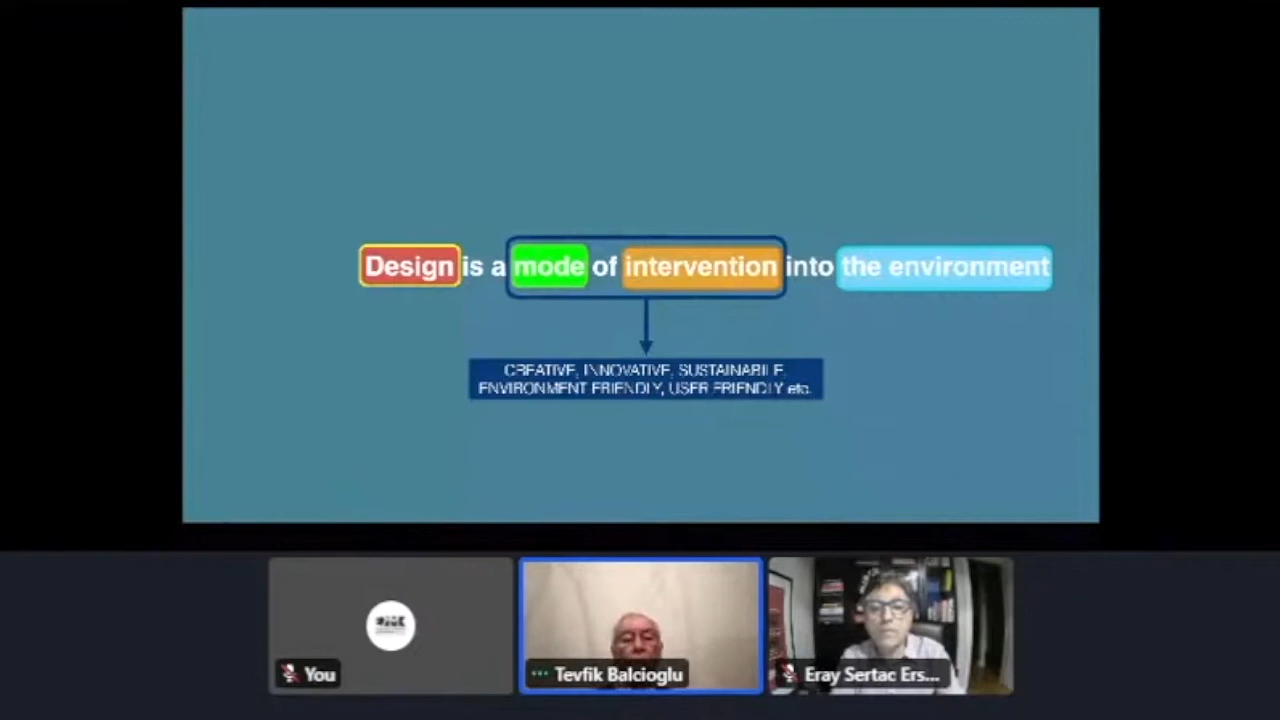 Design is a mode of intervention into the environment
CREATIVE, INNOVATIVE, SUSTAINABILE,
ENVIRONMENT FRIENDLY, USER FRIENDLY etc.
You
Tevfik Balcioglu
Eray Sertac Ers...